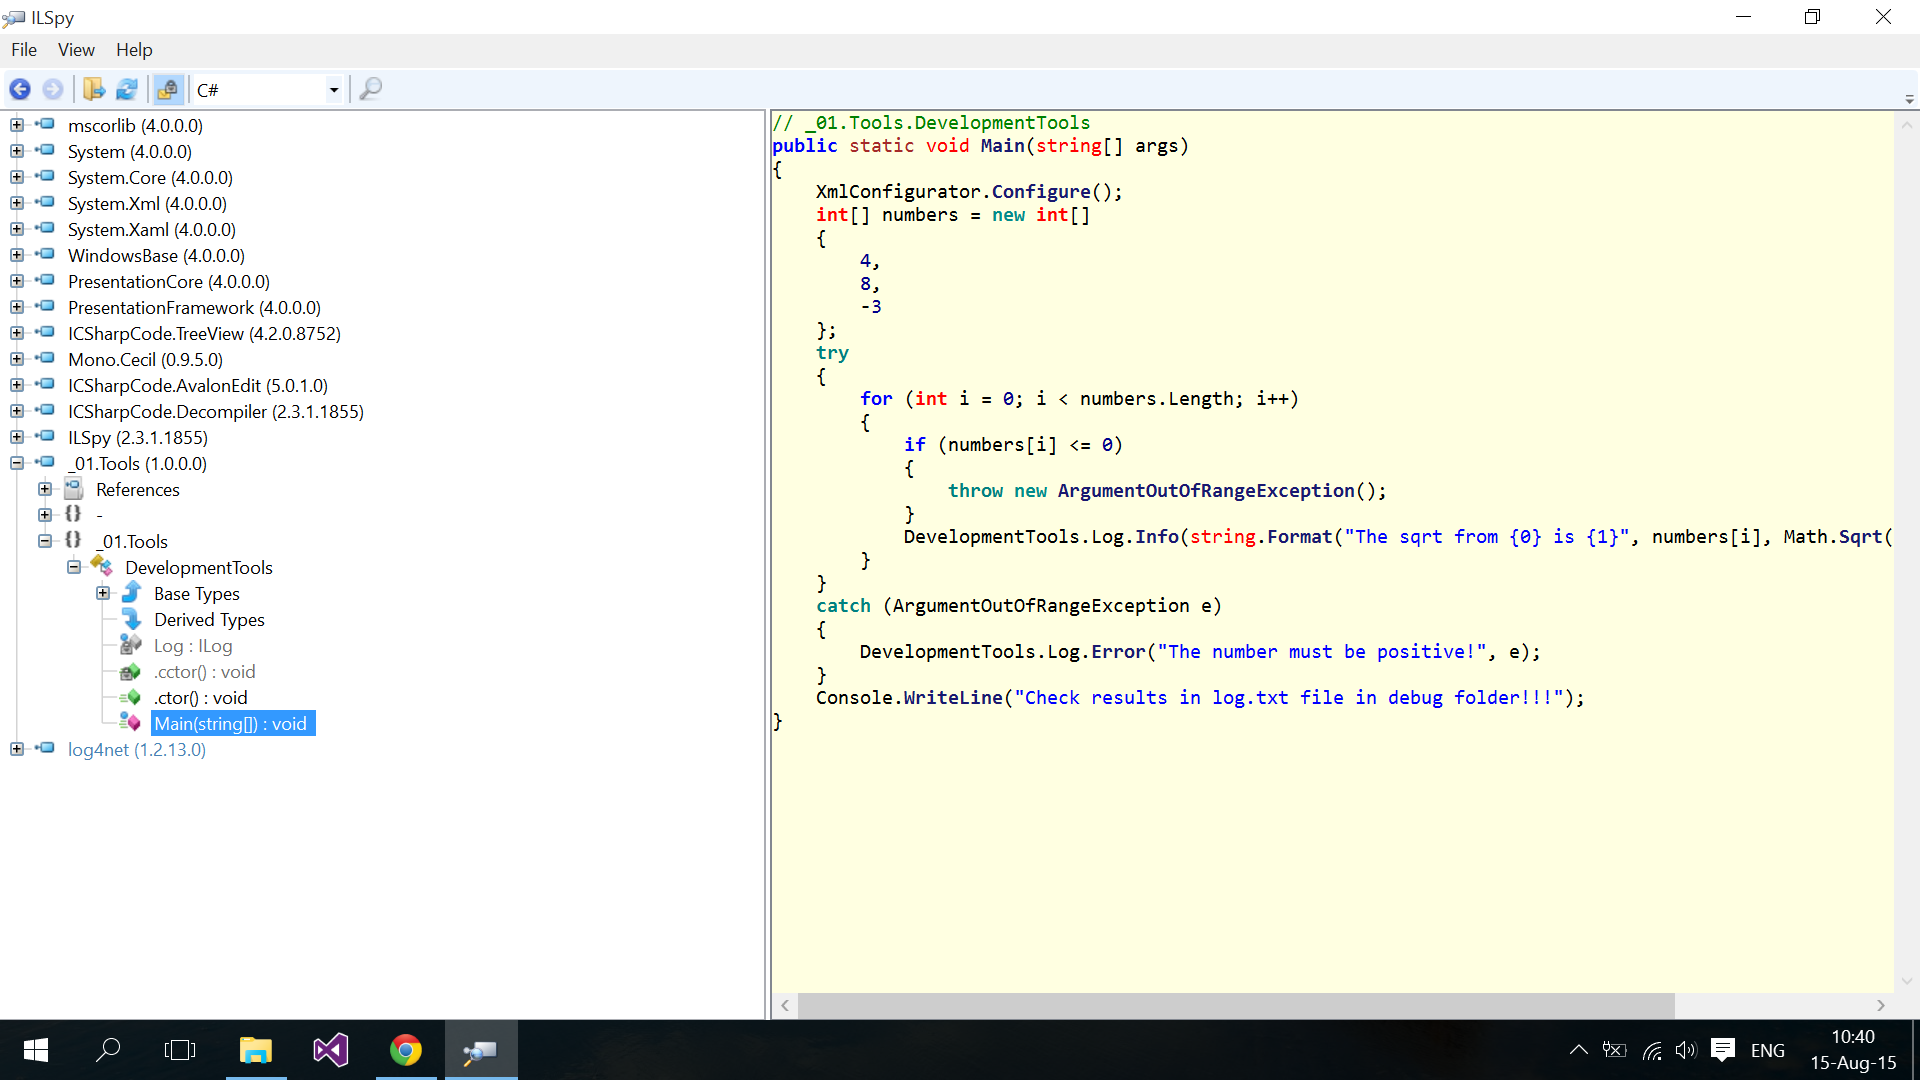 ILSpy
File View Help
C#
mscorlib (4.0.0.0)
System (4.0.0.0)
System.Core (4.0.0.0)
System.Xml (4.0.0.0)
System.Xaml (4.0.0.0)
WindowsBase (4.0.0.0)
PresentationCore (4.0.0.0)
PresentationFramework (4.0.0.0)
ICSharpCode.TreeView (4.2.0.8752)
Mono.Cecil (0.9.5.0)
ICSharpCode.AvalonEdit (5.0.1.0)
ICSharpCode.Decompiler (2.3.1.1855)
ILSpy (2.3.1.1855)
_01.Tools (1.0.0.0)
References
{} -
{} _01.Tools
DevelopmentTools
Base Types
Derived Types
Log : ILog
.cctor() : void
.ctor() : void
Main(string[]) : void
log4net (1.2.13.0)
// _01.Tools.DevelopmentTools
public static void Main(string[] args)
{
    XmlConfigurator.Configure();
    int[] numbers = new int[]
    {
        4,
        8,
        -3
    };
    try
    {
        for (int i = 0; i < numbers.Length; i++)
        {
            if (numbers[i] <= 0)
            {
                throw new ArgumentOutOfRangeException();
            }
            DevelopmentTools.Log.Info(string.Format("The sqrt from {0} is {1}", numbers[i], Math.Sqrt(
        }
    }
    catch (ArgumentOutOfRangeException e)
    {
        DevelopmentTools.Log.Error("The number must be positive!", e);
    }
    Console.WriteLine("Check results in log.txt file in debug folder!!!");
}
ENG
10:40
15-Aug-15